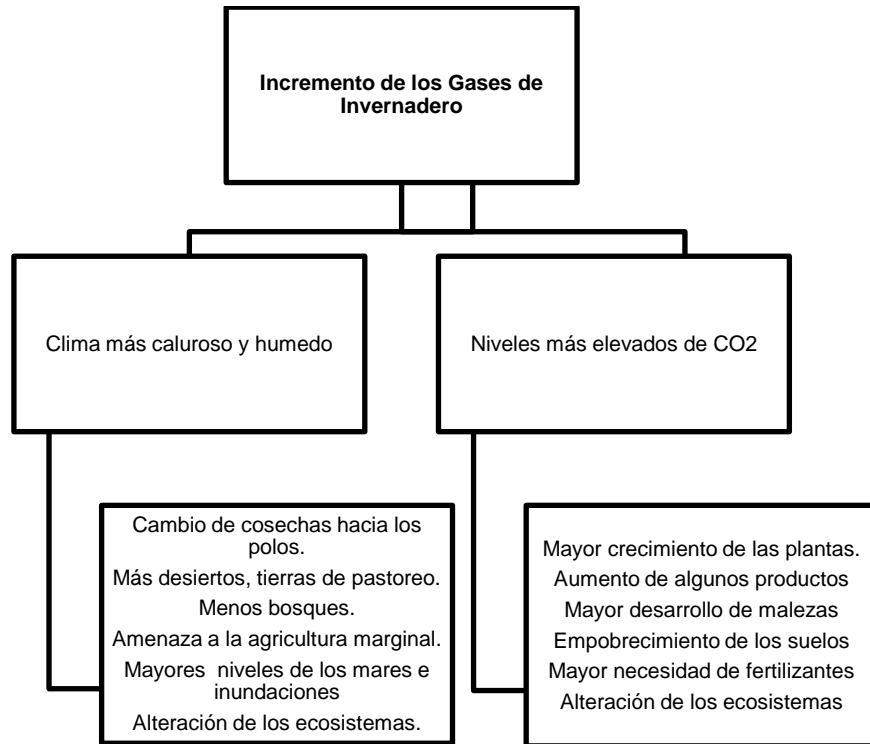 Incremento de los Gases de
Invernadero
Clima más caluroso y humedo
Niveles más elevados de CO2
Cambio de cosechas hacia los
polos.
Más desiertos, tierras de pastoreo.
Menos bosques.
Amenaza a la agricultura marginal.
Mayores niveles de los mares e
inundaciones
Alteración de los ecosistemas.
Mayor crecimiento de las plantas.
Aumento de algunos productos
Mayor desarrollo de malezas
Empobrecimiento de los suelos
Mayor necesidad de fertilizantes
Alteración de los ecosistemas